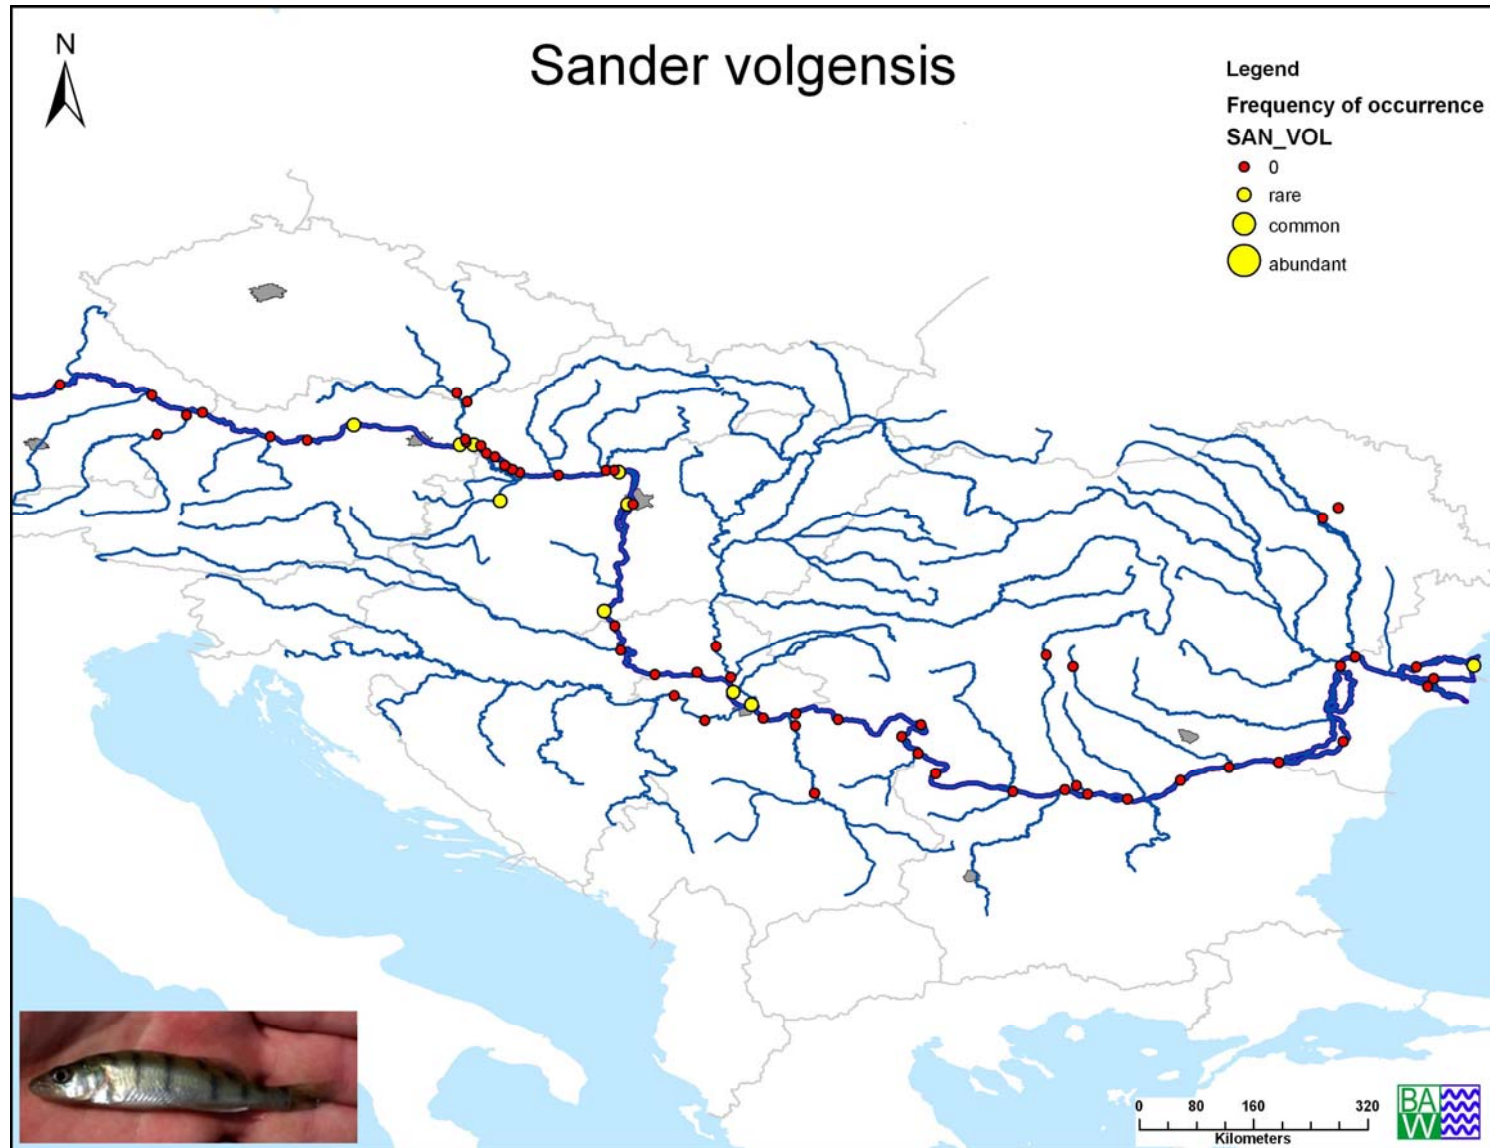 N
Sander volgensis
Legend
Frequency of occurrence
SAN_VOL
0
rare
common
abundant
0 80 160 320
Kilometers
BA
W